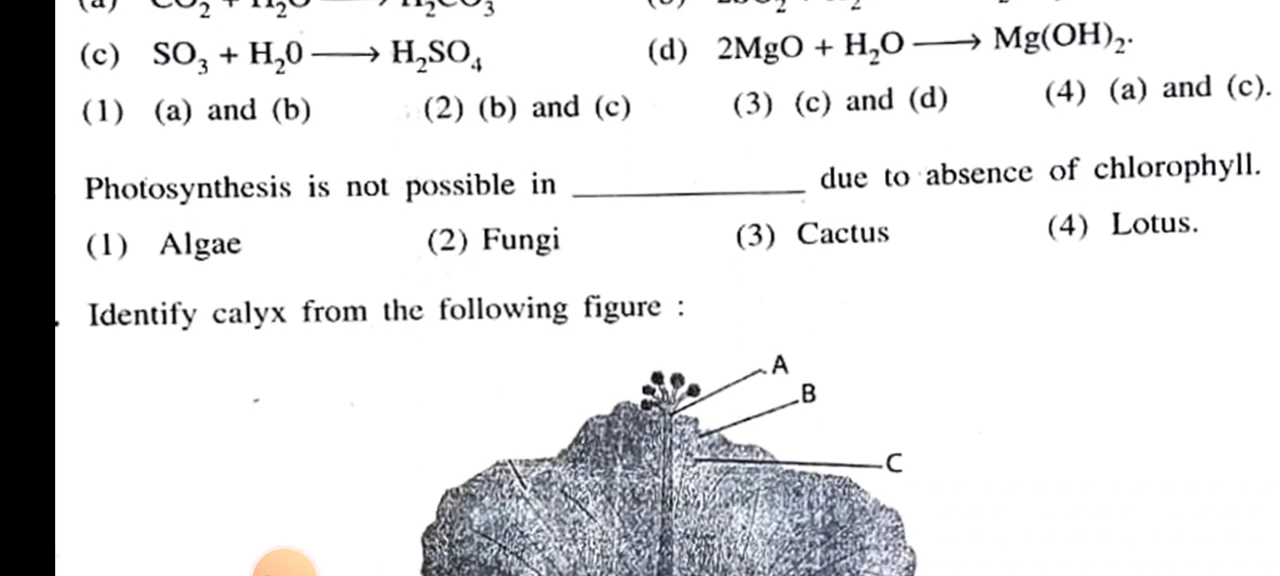 (c) SO₃ + H₂0 ⟶ H₂SO₄ (d) 2MgO + H₂O ⟶ Mg(OH)₂.
(1) (a) and (b) (2) (b) and (c) (3) (c) and (d) (4) (a) and (c).
Photosynthesis is not possible in ____________ due to absence of chlorophyll.
(1) Algae (2) Fungi (3) Cactus (4) Lotus.
Identify calyx from the following figure :
A
B
C